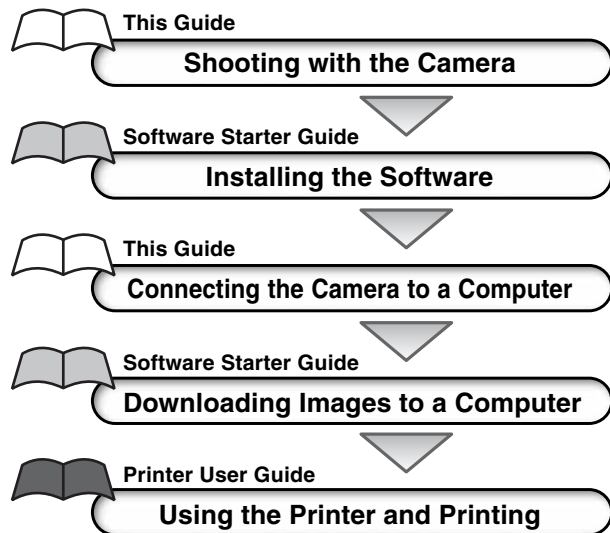 This Guide
Shooting with the Camera
Software Starter Guide
Installing the Software
This Guide
Connecting the Camera to a Computer
Software Starter Guide
Downloading Images to a Computer
Printer User Guide
Using the Printer and Printing